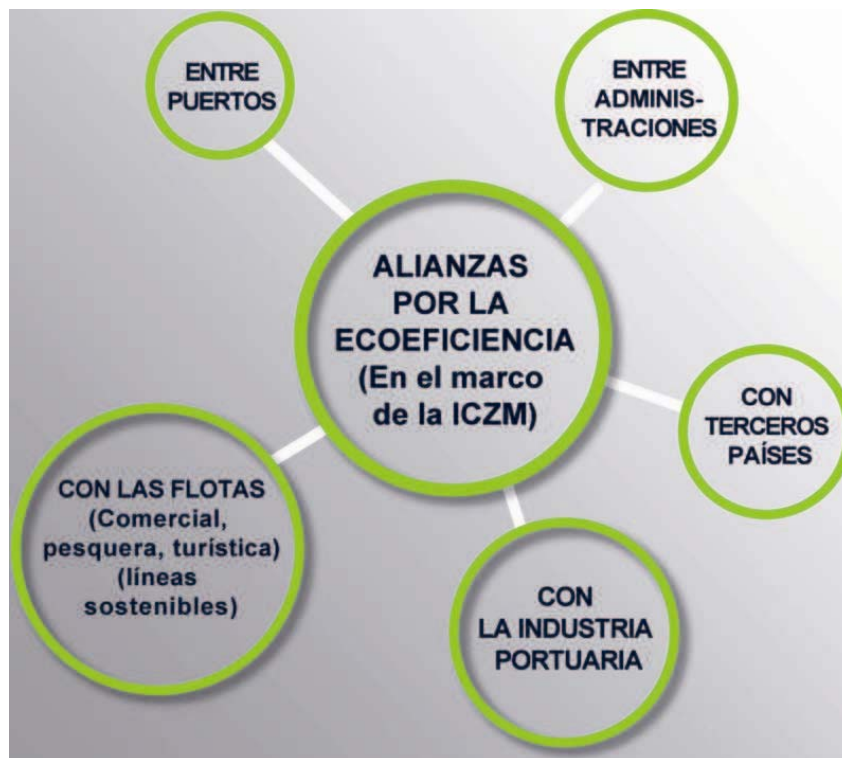 ENTRE
PUERTOS
ENTRE
ADMINIS-
TRACIONES
ALIANZAS
POR LA
ECOEFICIENCIA
(En el marco
de la ICZM)
CON
TERCEROS
PAÍSES
CON LAS FLOTAS
(Comercial,
pesquera, turística)
(líneas
sostenibles)
CON
LA INDUSTRIA
PORTUARIA